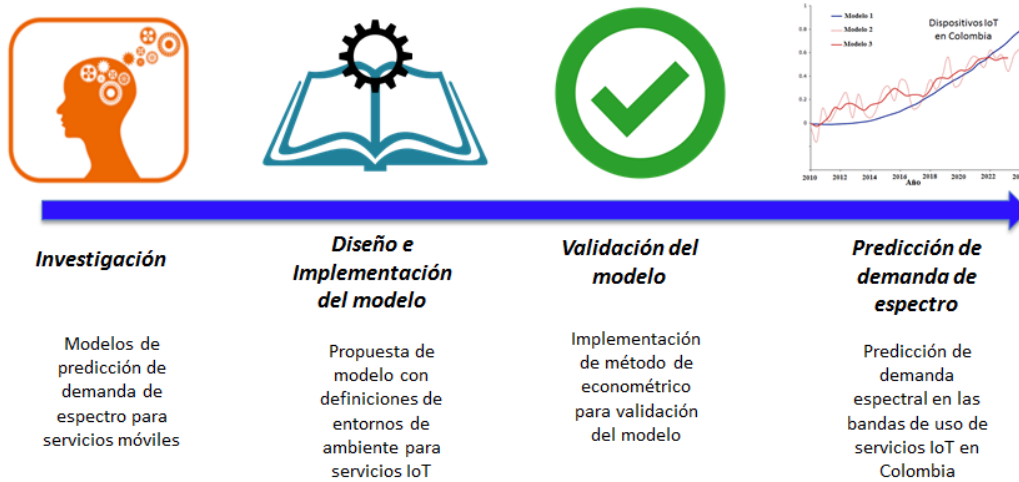 1
0.8
0.6
0.4
0.2
0
Modelo 1
Modelo 2
Modelo 3
Dispositivos IoT
en Colombia
2010
2012
2014
2016
2018
2020
2022
Año
Investigación
Modelos de
predicción de
demanda de
espectro para
servicios móviles
Diseño e
Implementación
del modelo
Propuesta de
modelo con
definiciones de
entornos de
ambiente para
servicios IoT
Validación del
modelo
Implementación
de método de
econométrico
para validación
del modelo
Predicción de
demanda de
espectro
Predicción de
demanda
espectral en las
bandas de uso de
servicios IoT en
Colombia